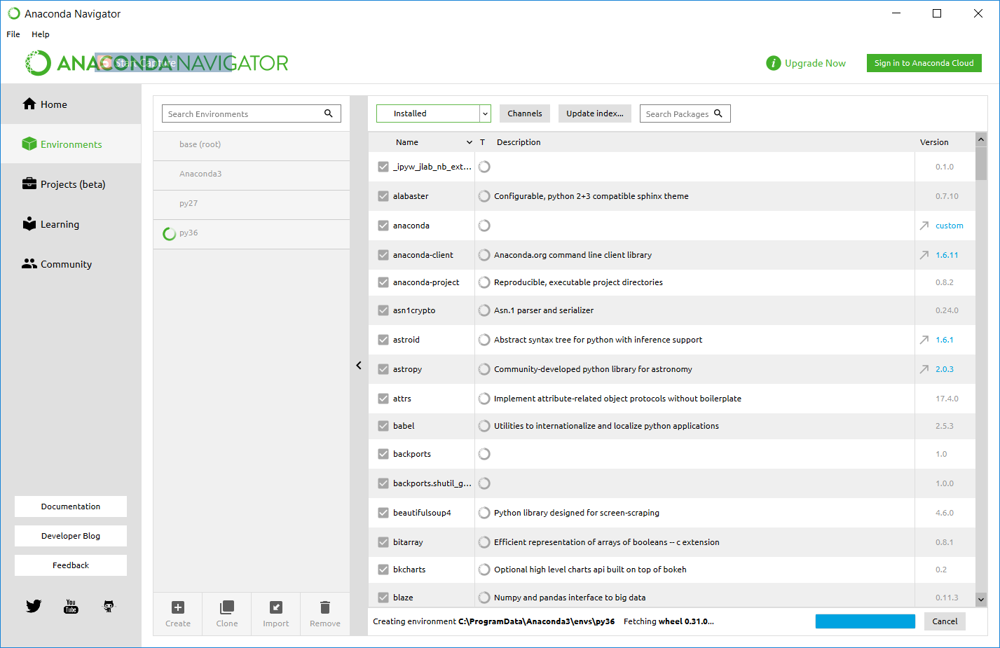 Anaconda Navigator
File Help
ANACONDA NAVIGATOR
Start Capture
Upgrade Now
Sign in to Anaconda Cloud
Home
Environments
Projects (beta)
Learning
Community
Documentation
Developer Blog
Feedback
You Tube
Search Environments
base (root)
Anaconda3
py27
py36
Create Clone Import Remove
Installed Channels Update index... Search Packages
Name T Description Version
_ipyw_jlab_nb_ext... 0.1.0
alabaster Configurable, python 2+3 compatible sphinx theme 0.7.10
anaconda custom
anaconda-client Anaconda.org command line client library 1.6.11
anaconda-project Reproducible, executable project directories 0.8.2
asn1crypto Asn.1 parser and serializer 0.24.0
astroid Abstract syntax tree for python with inference support 1.6.1
astropy Community-developed python library for astronomy 2.0.3
attrs Implement attribute-related object protocols without boilerplate 17.4.0
babel Utilities to internationalize and localize python applications 2.5.3
backports 1.0
backports.shutil_g... 1.0.0
beautifulsoup4 Python library designed for screen-scraping 4.6.0
bitarray Efficient representation of arrays of booleans -- c extension 0.8.1
bkcharts Optional high level charts api built on top of bokeh 0.2
blaze Numpy and pandas interface to big data 0.11.3
Creating environment C:\ProgramData\Anaconda3\envs\py36 Fetching wheel 0.31.0... Cancel